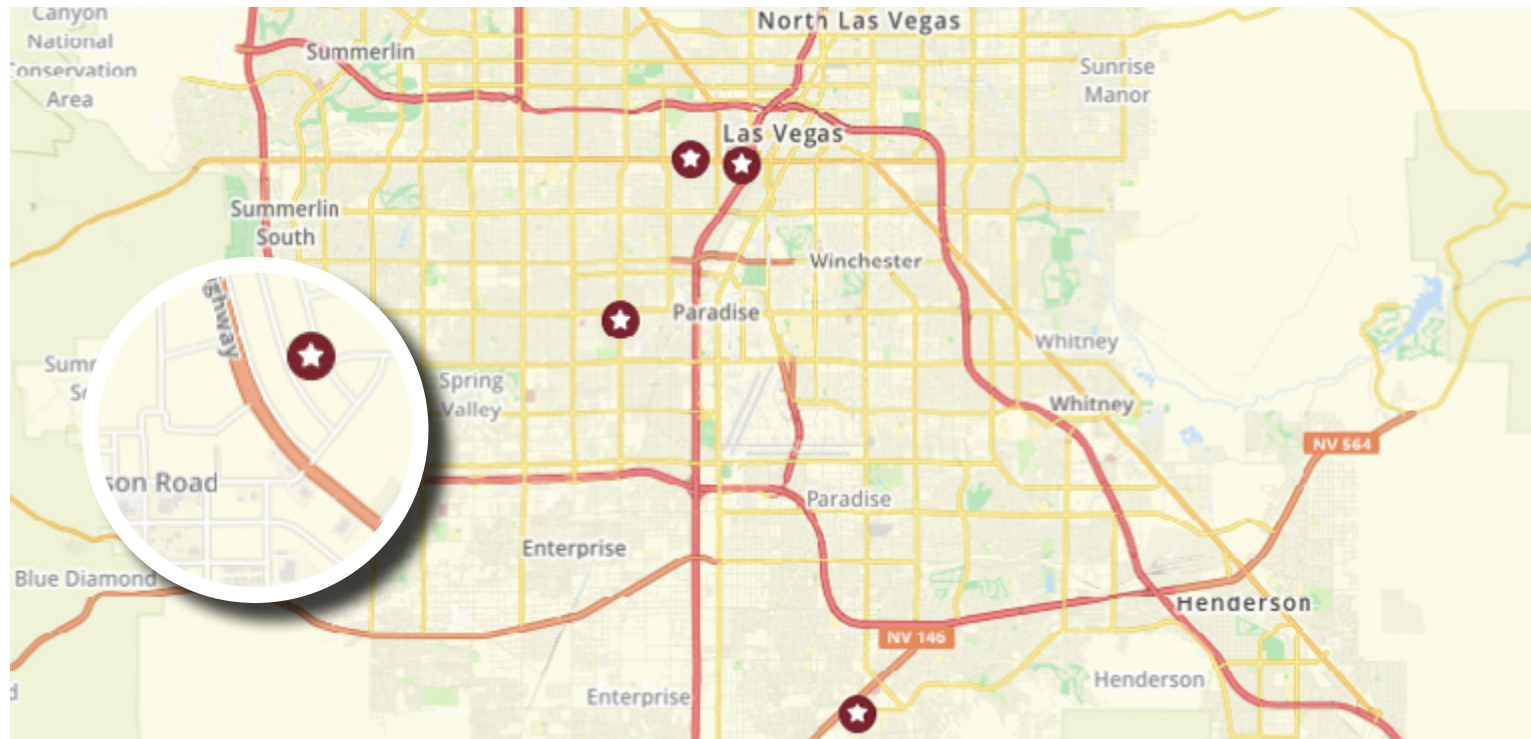 Canyon
National
Conservation
Area
North Las Vegas
Summerlin
Sunrise
Manor
Las Vegas
Summerlin
South
Winchester
Paradise
Whitney
Spring
Valley
Whitney
NV 564
ighway
son Road
Paradise
Enterprise
Blue Diamond
Henderson
NV 146
Henderson
Enterprise